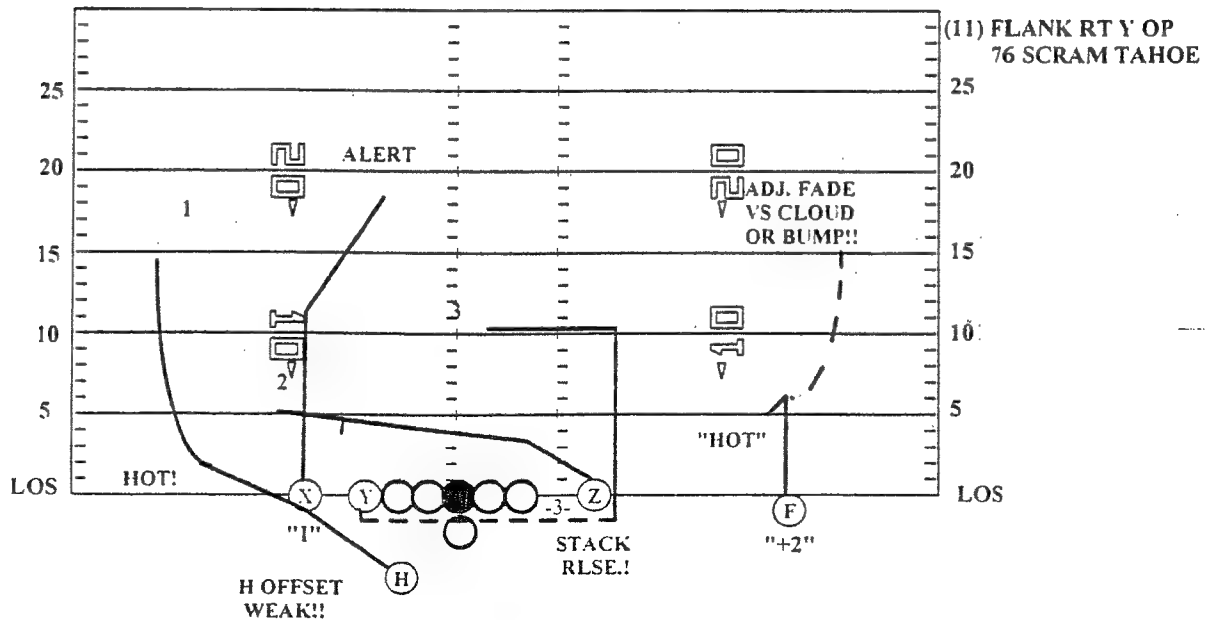 (11) FLANK RT Y OP
76 SCRAM TAHOE
25
25
ALERT
20
20
1
ADJ. FADE
VS CLOUD
OR BUMP!!
15
15
3
10
10
2
5
5
"HOT"
HOT!
LOS
X
Y
-3-
Z
LOS
F
"1"
"+2"
STACK
RLSE.!
H
H OFFSET
WEAK!!